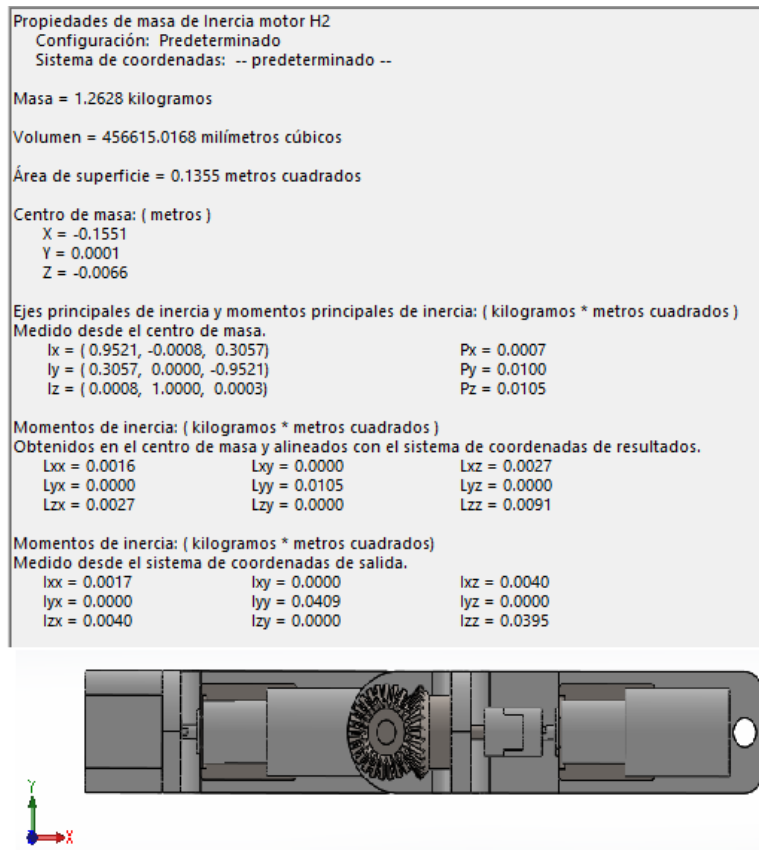 Propiedades de masa de Inercia motor H2
Configuración: Predeterminado
Sistema de coordenadas: -- predeterminado --
Masa = 1.2628 kilogramos
Volumen = 456615.0168 milímetros cúbicos
Área de superficie = 0.1355 metros cuadrados
Centro de masa: ( metros )
X = -0.1551
Y = 0.0001
Z = -0.0066
Ejes principales de inercia y momentos principales de inercia: ( kilogramos * metros cuadrados )
Medido desde el centro de masa.
Ix = ( 0.9521, -0.0008, 0.3057) Px = 0.0007
Iy = ( 0.3057, 0.0000, -0.9521) Py = 0.0100
Iz = ( 0.0008, 1.0000, 0.0003) Pz = 0.0105
Momentos de inercia: ( kilogramos * metros cuadrados )
Obtenidos en el centro de masa y alineados con el sistema de coordenadas de resultados.
Lxx = 0.0016 Lxy = 0.0000 Lxz = 0.0027
Lyx = 0.0000 Lyy = 0.0105 Lyz = 0.0000
Lzx = 0.0027 Lzy = 0.0000 Lzz = 0.0091
Momentos de inercia: ( kilogramos * metros cuadrados)
Medido desde el sistema de coordenadas de salida.
Ixx = 0.0017 Ixy = 0.0000 Ixz = 0.0040
Iyx = 0.0000 Iyy = 0.0409 Iyz = 0.0000
Izx = 0.0040 Izy = 0.0000 Izz = 0.0395
Y
X